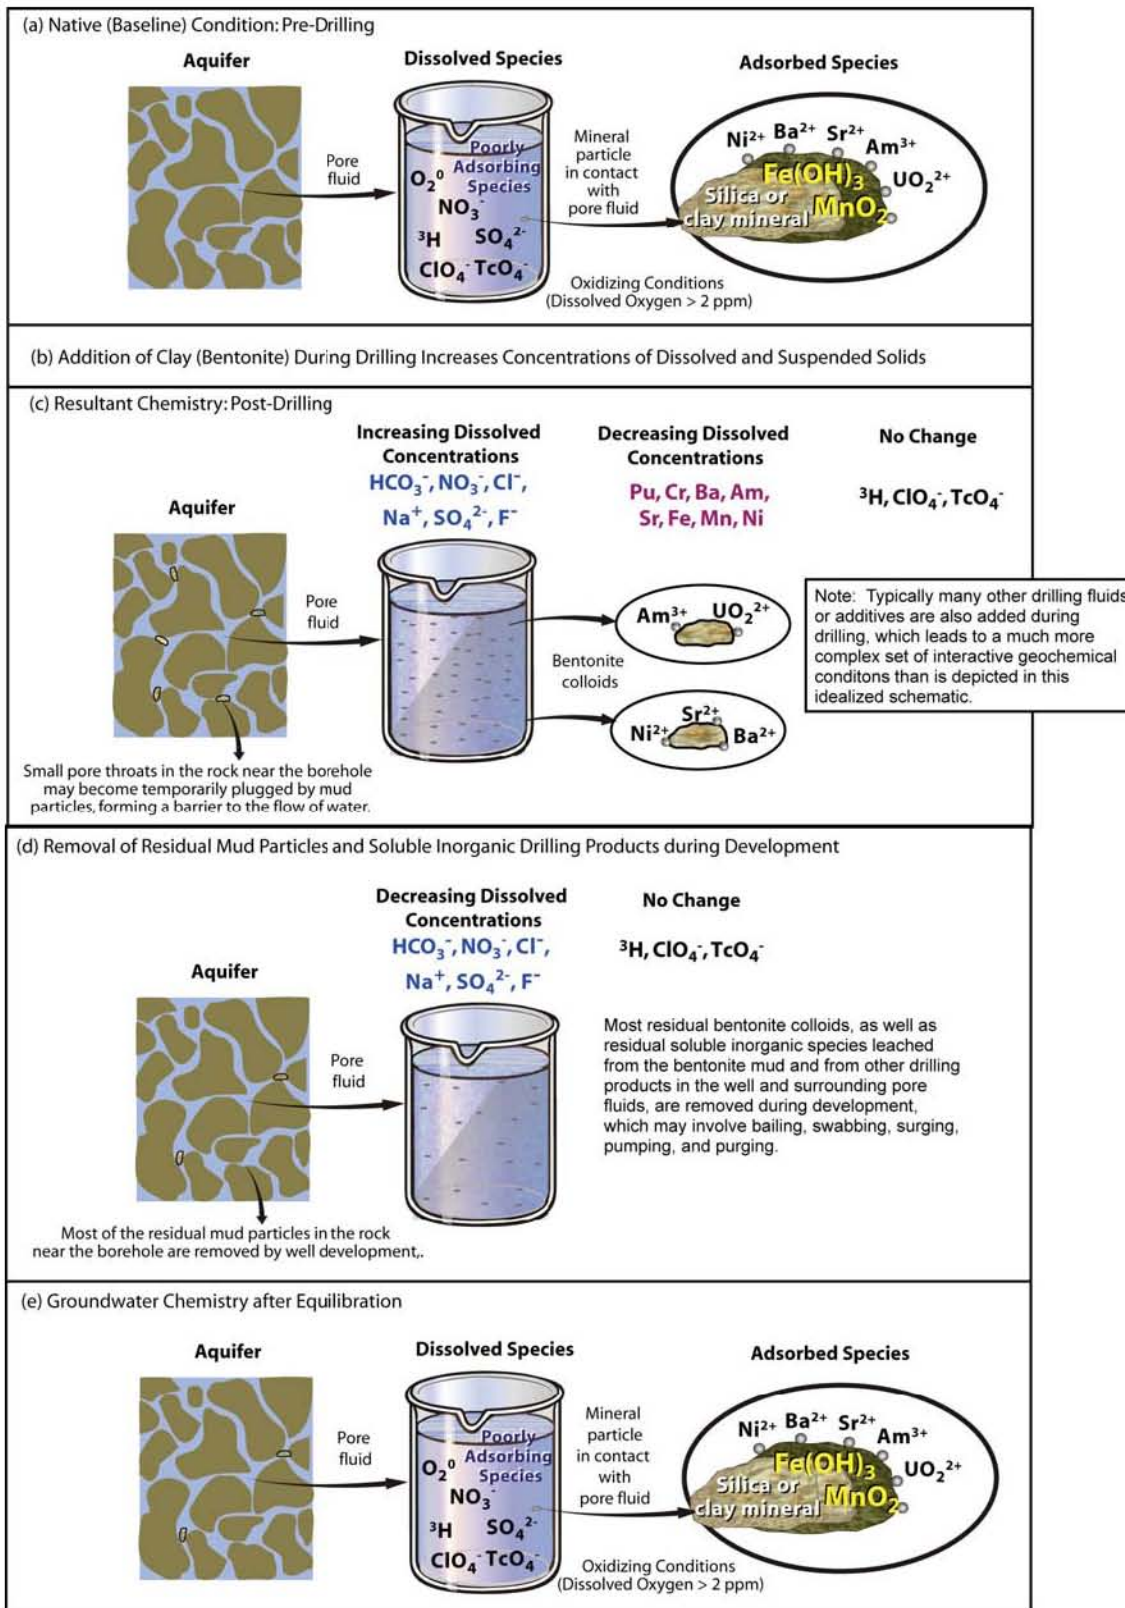 (a) Native (Baseline) Condition: Pre-Drilling
Aquifer
Dissolved Species
Adsorbed Species
Pore
fluid
Poorly
Adsorbing
Species
O₂⁰
NO₃⁻
³H SO₄²⁻
ClO₄⁻ TcO₄⁻
Mineral
particle
in contact
with
pore fluid
Ni²⁺ Ba²⁺ Sr²⁺
Am³⁺
UO₂²⁺
Fe(OH)₃
Silica or
clay mineral
MnO₂
Oxidizing Conditions
(Dissolved Oxygen > 2 ppm)
(b) Addition of Clay (Bentonite) During Drilling Increases Concentrations of Dissolved and Suspended Solids
(c) Resultant Chemistry: Post-Drilling
Increasing Dissolved
Concentrations
HCO₃⁻, NO₃⁻, Cl⁻,
Na⁺, SO₄²⁻, F⁻
Decreasing Dissolved
Concentrations
Pu, Cr, Ba, Am,
Sr, Fe, Mn, Ni
No Change
³H, ClO₄⁻, TcO₄⁻
Aquifer
Pore
fluid
Am³⁺ UO₂²⁺
Bentonite
colloids
Sr²⁺
Ni²⁺ Ba²⁺
Note: Typically many other drilling fluids
or additives are also added during
drilling, which leads to a much more
complex set of interactive geochemical
conditons than is depicted in this
idealized schematic.
Small pore throats in the rock near the borehole
may become temporarily plugged by mud
particles, forming a barrier to the flow of water.
(d) Removal of Residual Mud Particles and Soluble Inorganic Drilling Products during Development
Decreasing Dissolved
Concentrations
HCO₃⁻, NO₃⁻, Cl⁻,
Na⁺, SO₄²⁻, F⁻
No Change
³H, ClO₄⁻, TcO₄⁻
Aquifer
Pore
fluid
Most residual bentonite colloids, as well as
residual soluble inorganic species leached
from the bentonite mud and from other drilling
products in the well and surrounding pore
fluids, are removed during development,
which may involve bailing, swabbing, surging,
pumping, and purging.
Most of the residual mud particles in the rock
near the borehole are removed by well development,.
(e) Groundwater Chemistry after Equilibration
Aquifer
Dissolved Species
Adsorbed Species
Pore
fluid
Poorly
Adsorbing
Species
O₂⁰
NO₃⁻
³H SO₄²⁻
ClO₄⁻ TcO₄⁻
Mineral
particle
in contact
with
pore fluid
Ni²⁺ Ba²⁺ Sr²⁺
Am³⁺
UO₂²⁺
Fe(OH)₃
Silica or
clay mineral
MnO₂
Oxidizing Conditions
(Dissolved Oxygen > 2 ppm)